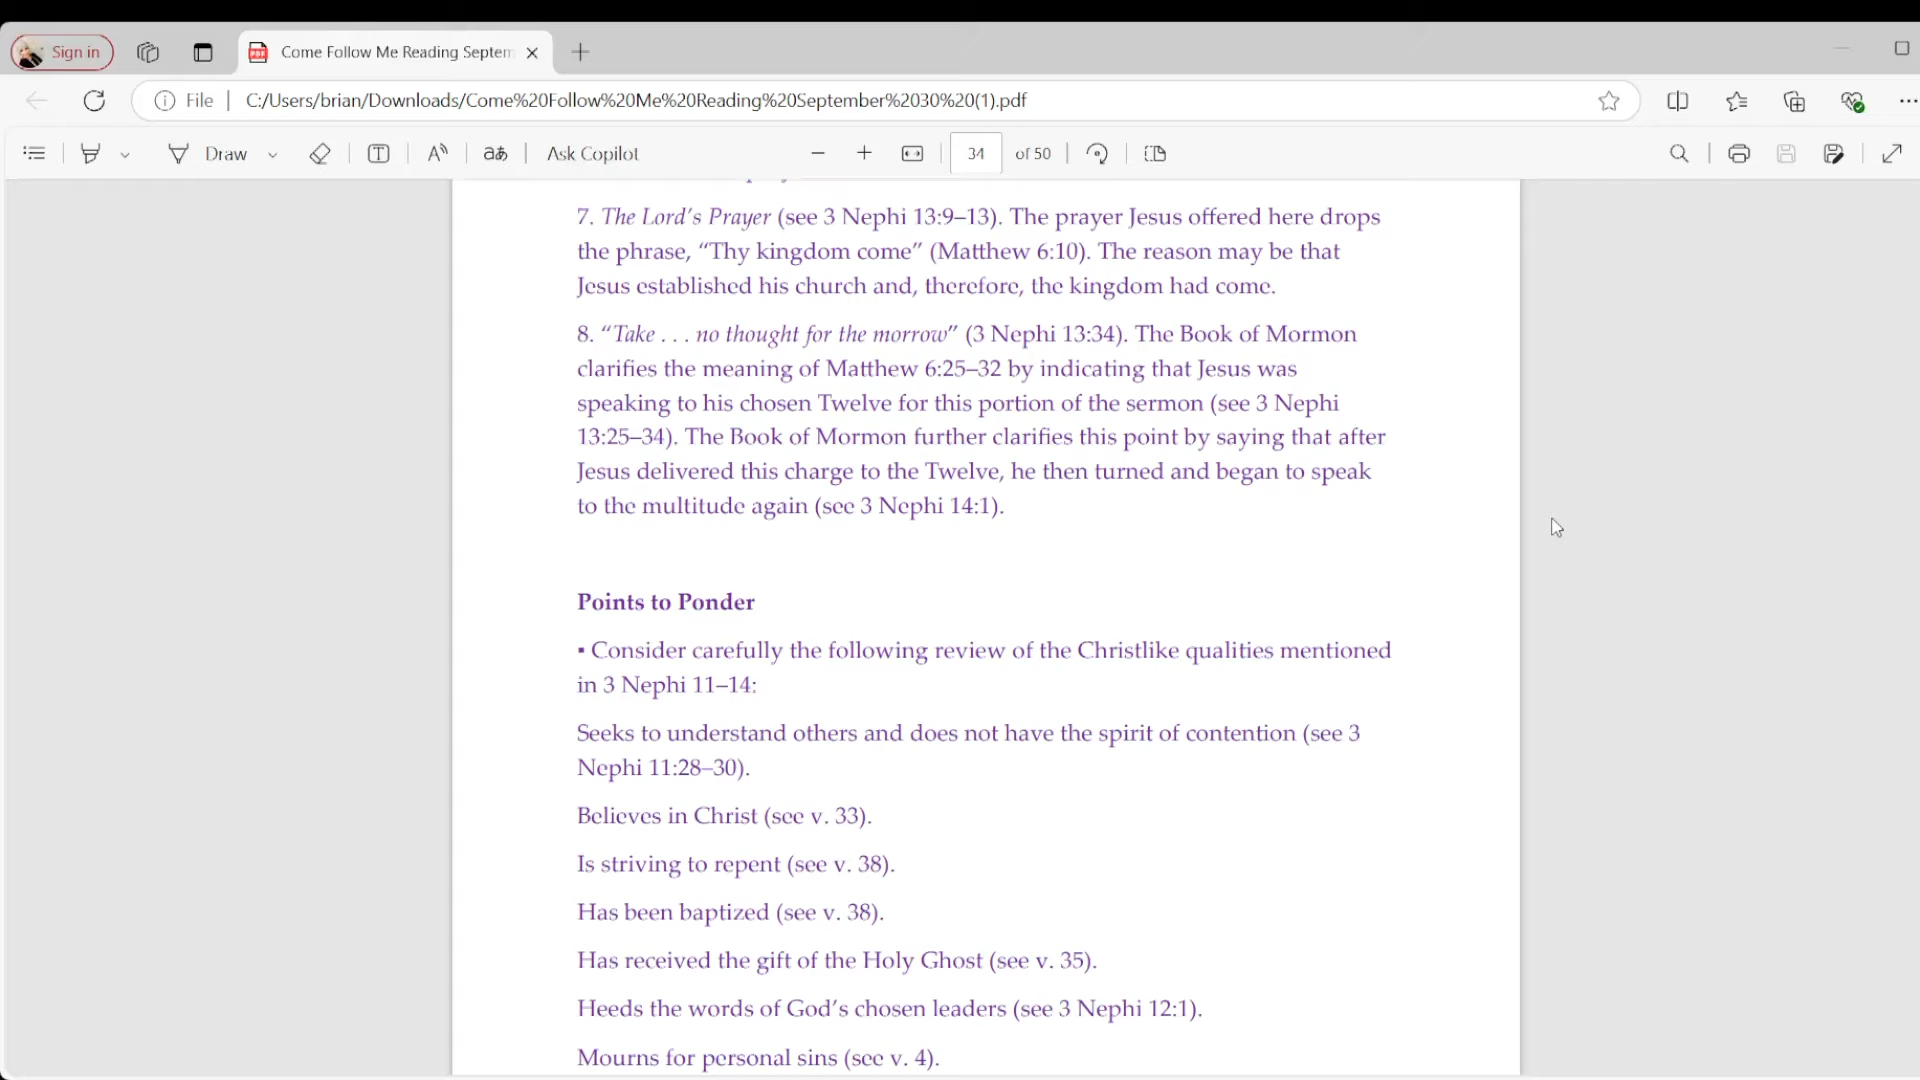 Sign in
Come Follow Me Reading Septem
File
C:/Users/brian/Downloads/Come%20Follow%20Me%20Reading%20September%2030%20(1).pdf
Draw
Ask Copilot
34 of 50
7. The Lord's Prayer (see 3 Nephi 13:9–13). The prayer Jesus offered here drops
the phrase, “Thy kingdom come” (Matthew 6:10). The reason may be that
Jesus established his church and, therefore, the kingdom had come.
8. “Take . . . no thought for the morrow” (3 Nephi 13:34). The Book of Mormon
clarifies the meaning of Matthew 6:25–32 by indicating that Jesus was
speaking to his chosen Twelve for this portion of the sermon (see 3 Nephi
13:25–34). The Book of Mormon further clarifies this point by saying that after
Jesus delivered this charge to the Twelve, he then turned and began to speak
to the multitude again (see 3 Nephi 14:1).
Points to Ponder
▪ Consider carefully the following review of the Christlike qualities mentioned
in 3 Nephi 11–14:
Seeks to understand others and does not have the spirit of contention (see 3
Nephi 11:28–30).
Believes in Christ (see v. 33).
Is striving to repent (see v. 38).
Has been baptized (see v. 38).
Has received the gift of the Holy Ghost (see v. 35).
Heeds the words of God's chosen leaders (see 3 Nephi 12:1).
Mourns for personal sins (see v. 4).